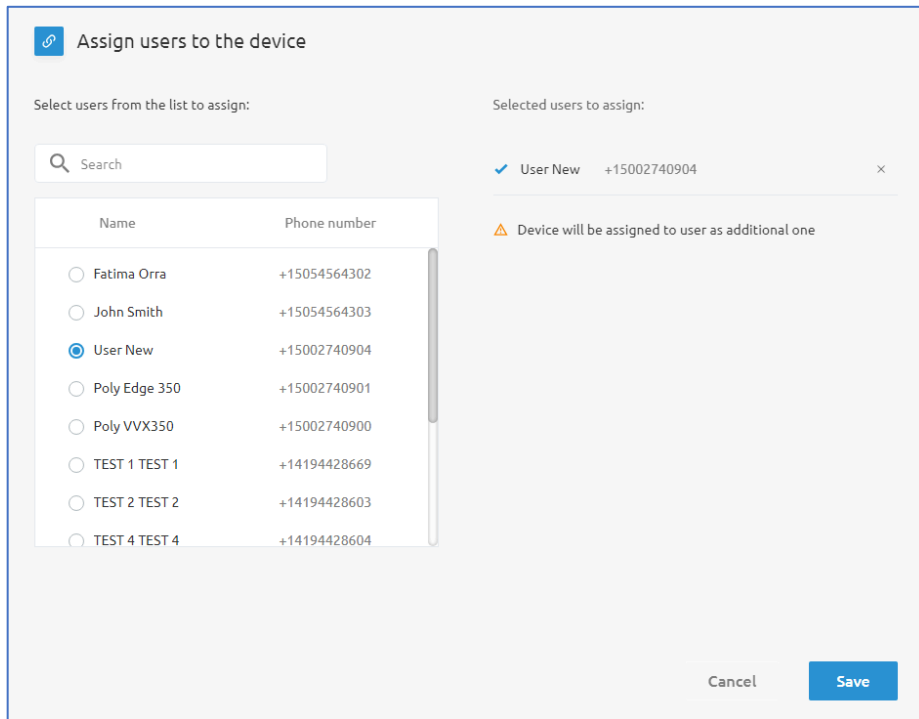 Assign users to the device
Select users from the list to assign:
Search
Name Phone number
Fatima Orra +15054564302
John Smith +15054564303
User New +15002740904
Poly Edge 350 +15002740901
Poly VVX350 +15002740900
TEST 1 TEST 1 +14194428669
TEST 2 TEST 2 +14194428603
TEST 4 TEST 4 +14194428604
Selected users to assign:
User New +15002740904
Device will be assigned to user as additional one
Cancel Save